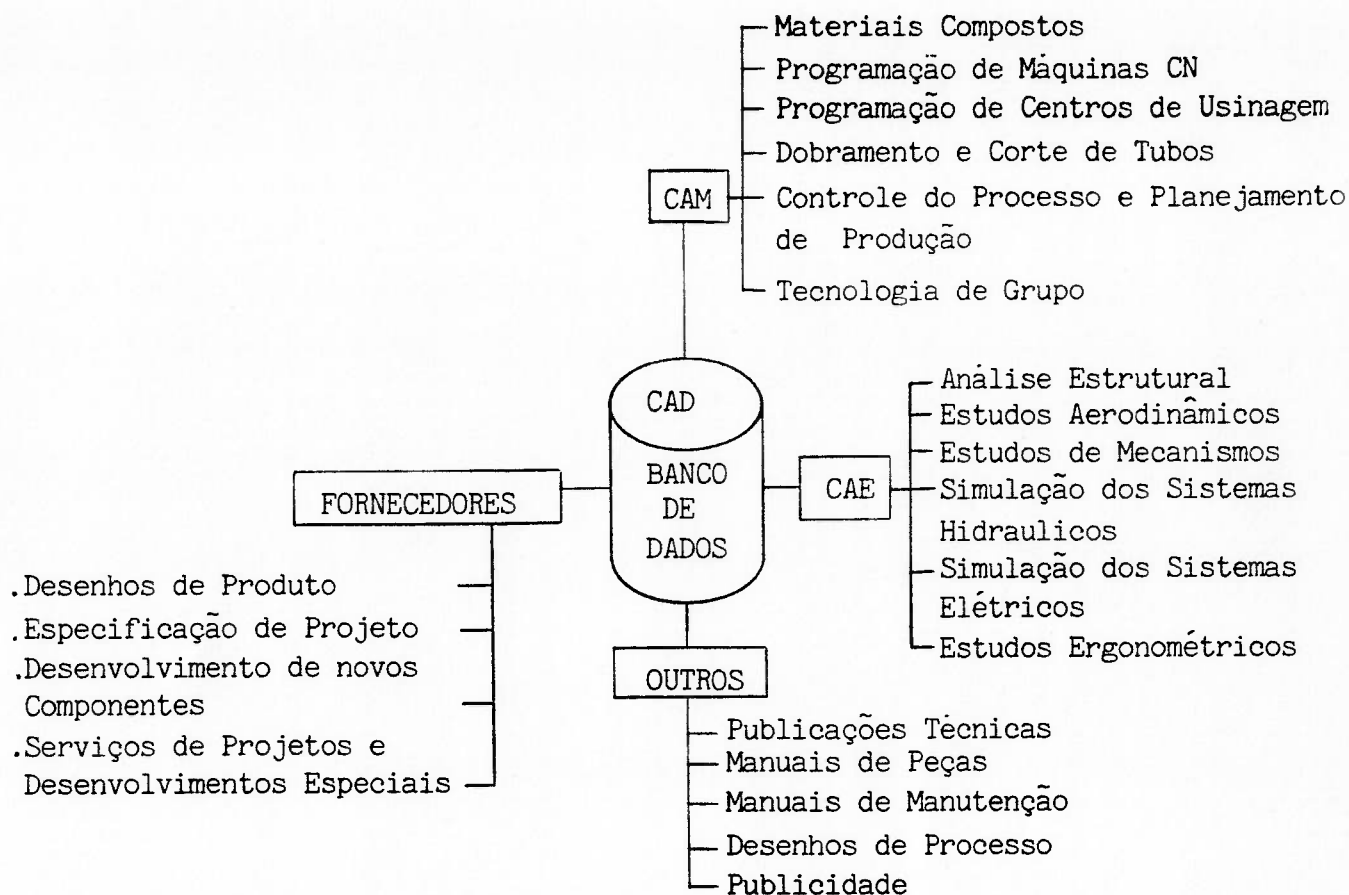 Materiais Compostos
Programação de Màquinas CN
Programação de Centros de Usinagem
Dobramento e Corte de Tubos
CAM
Controle do Processo e Planejamento
de Produção
Tecnologia de Grupo
CAD
BANCO
DE
DADOS
Anàlise Estrutural
Estudos Aerodinâmicos
Estudos de Mecanismos
CAE
Simulação dos Sistemas
Hidraulicos
Simulação dos Sistemas
Elétricos
Estudos Ergonométricos
FORNECEDORES
.Desenhos de Produto
.Especificação de Projeto
.Desenvolvimento de novos
Componentes
.Serviços de Projetos e
Desenvolvimentos Especiais
OUTROS
Publicações Tècnicas
Manuais de Peças
Manuais de Manutenção
Desenhos de Processo
Publicidade